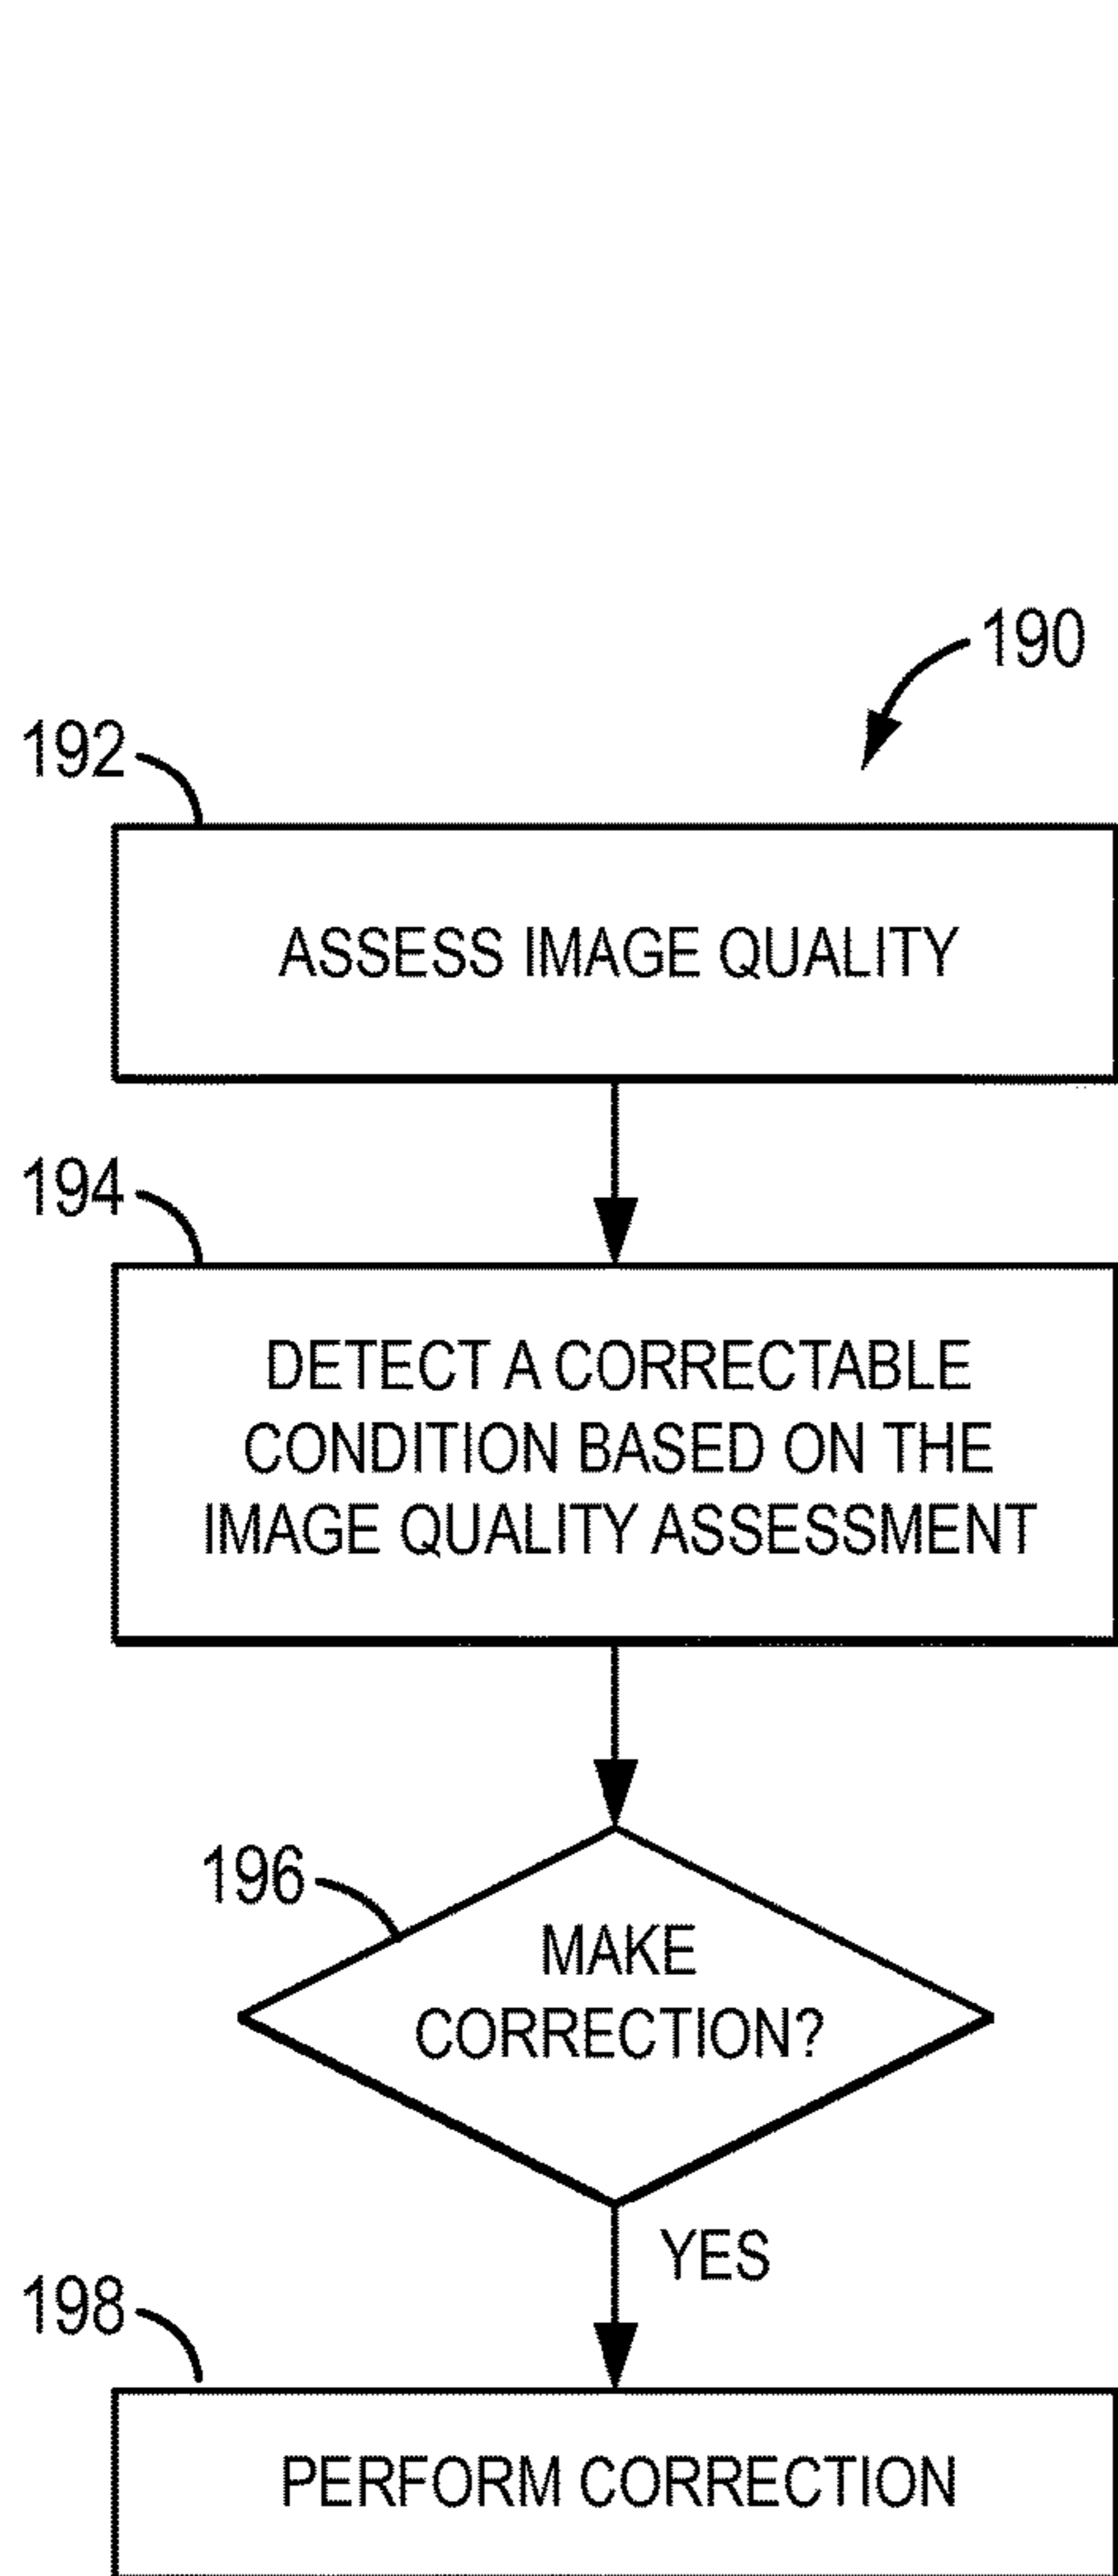 190
192
ASSESS IMAGE QUALITY
194
DETECT A CORRECTABLE
CONDITION BASED ON THE
IMAGE QUALITY ASSESSMENT
196
MAKE
CORRECTION?
YES
198
PERFORM CORRECTION